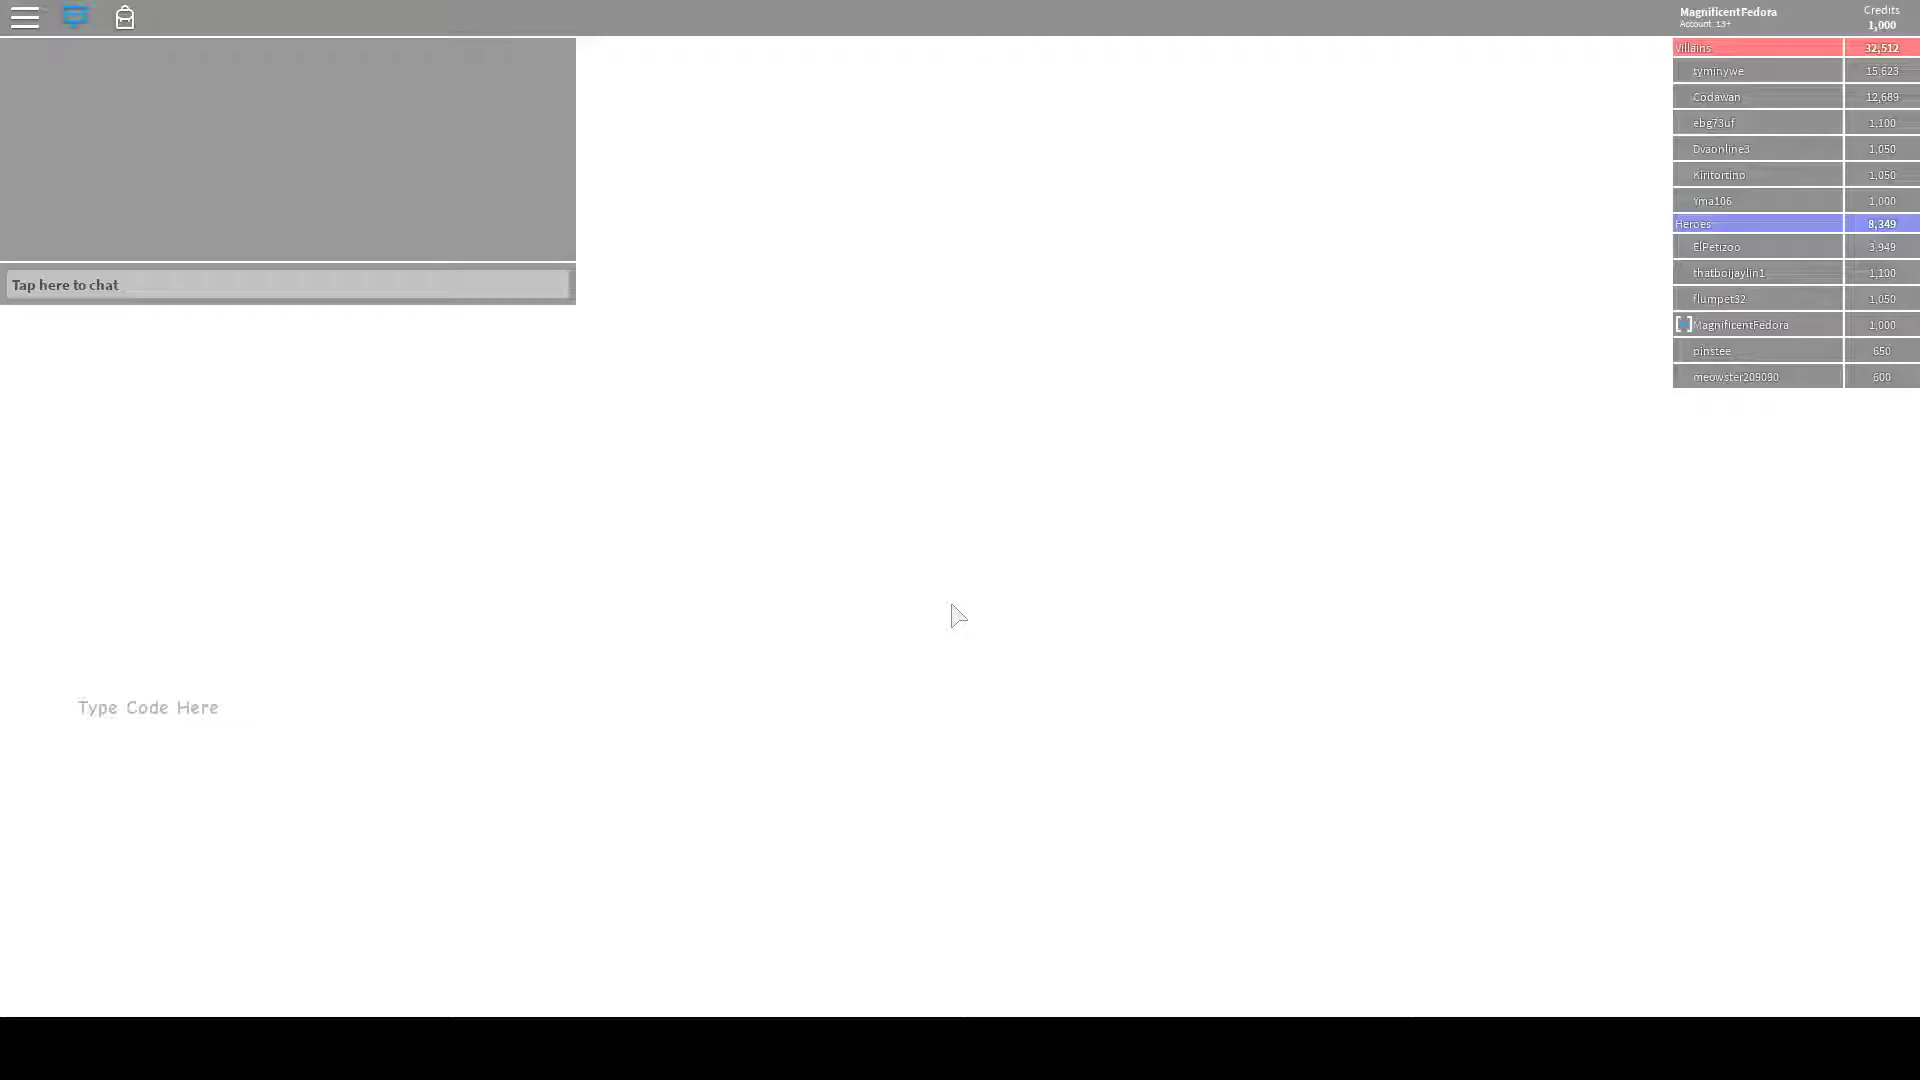 MagnificentFedora
Account: 13+
Credits
1,000
Villains 32,512
tyminywe 15,623
Codawan 12,689
ebg73uf 1,100
Dvaonline3 1,050
Kiritortino 1,050
Yma106 1,000
Heroes 8,349
ElPetizoo 3,949
thatboijaylin1 1,100
flumpet32 1,050
MagnificentFedora 1,000
pinstee 650
meowster209090 600
Tap here to chat
Type Code Here